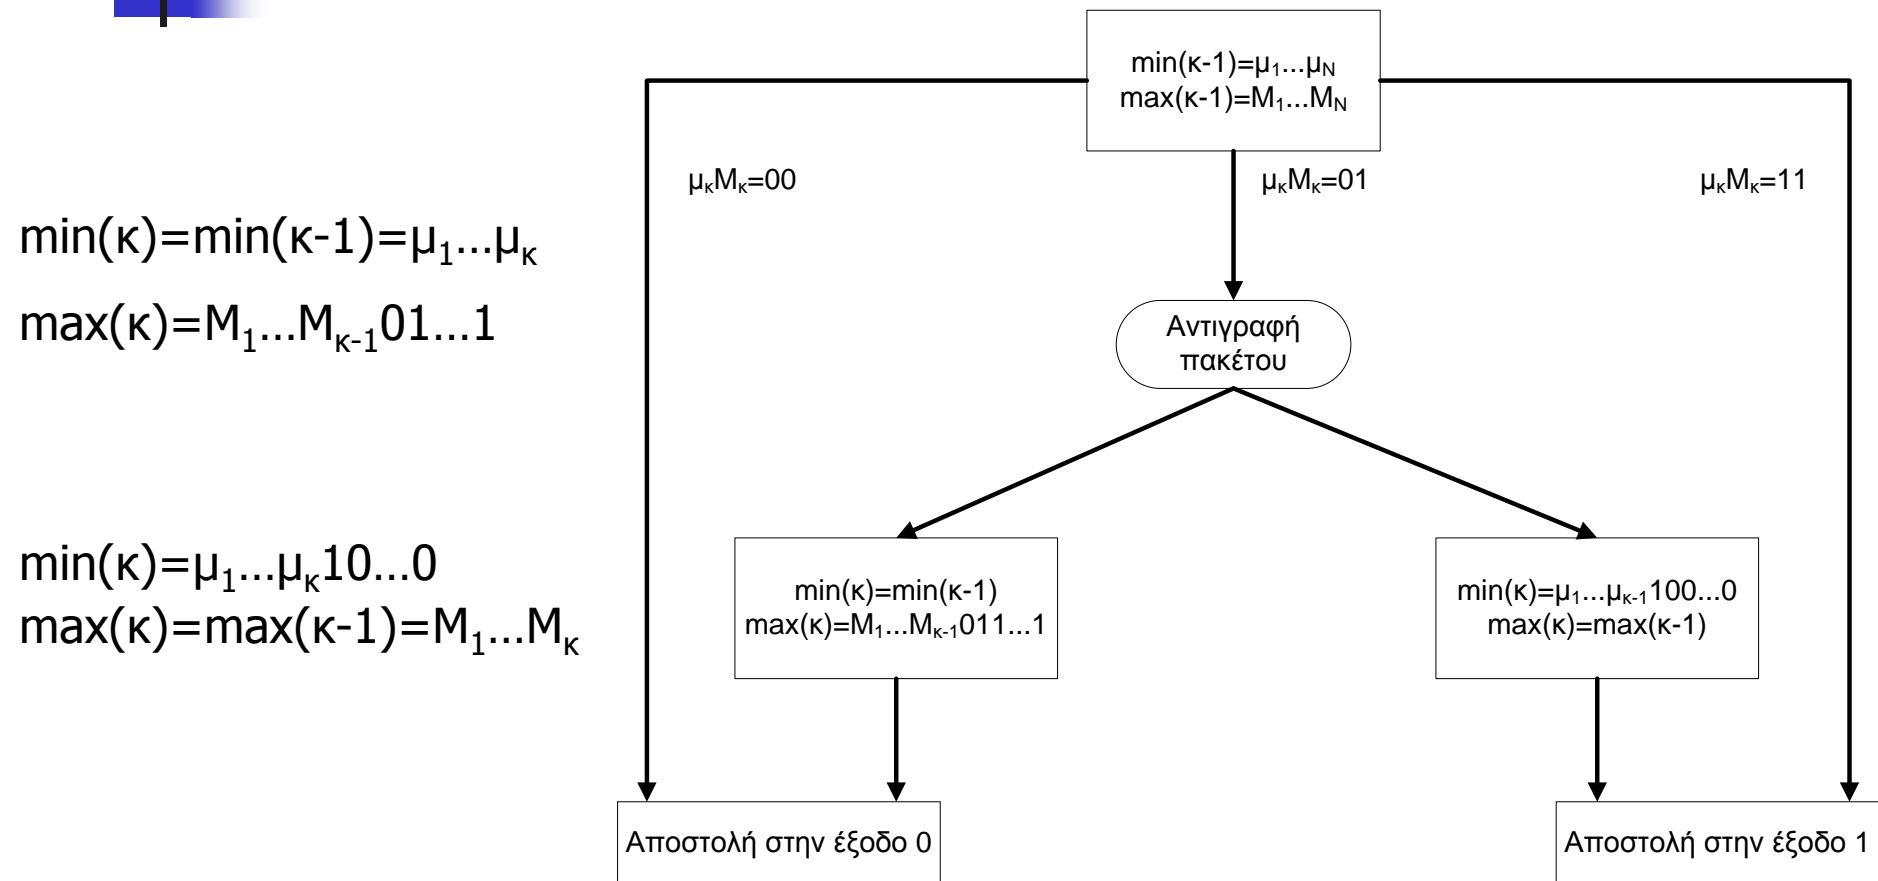 min(κ)=min(κ-1)=μ₁...μκ
max(κ)=M₁...Mκ₋₁01...1
min(κ)=μ₁...μκ10...0
max(κ)=max(κ-1)=M₁...Mκ
min(κ-1)=μ₁...μN
max(κ-1)=M₁...MN
μκMκ=00
μκMκ=01
μκMκ=11
Αντιγραφή
πακέτου
min(κ)=min(κ-1)
max(κ)=M₁...Mκ₋₁011...1
min(κ)=μ₁...μκ₋₁100...0
max(κ)=max(κ-1)
Αποστολή στην έξοδο 0
Αποστολή στην έξοδο 1